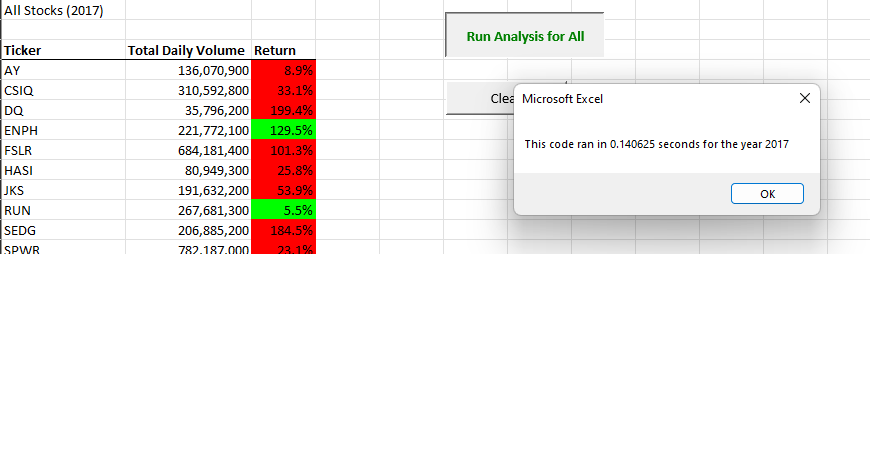 All Stocks (2017)
Run Analysis for All
Ticker Total Daily Volume Return
AY 136,070,900 8.9%
CSIQ 310,592,800 33.1%
DQ 35,796,200 199.4%
ENPH 221,772,100 129.5%
FSLR 684,181,400 101.3%
HASI 80,949,300 25.8%
JKS 191,632,200 53.9%
RUN 267,681,300 5.5%
SEDG 206,885,200 184.5%
SPWR 782,187,000 23.1%
Clea
Microsoft Excel
This code ran in 0.140625 seconds for the year 2017
OK